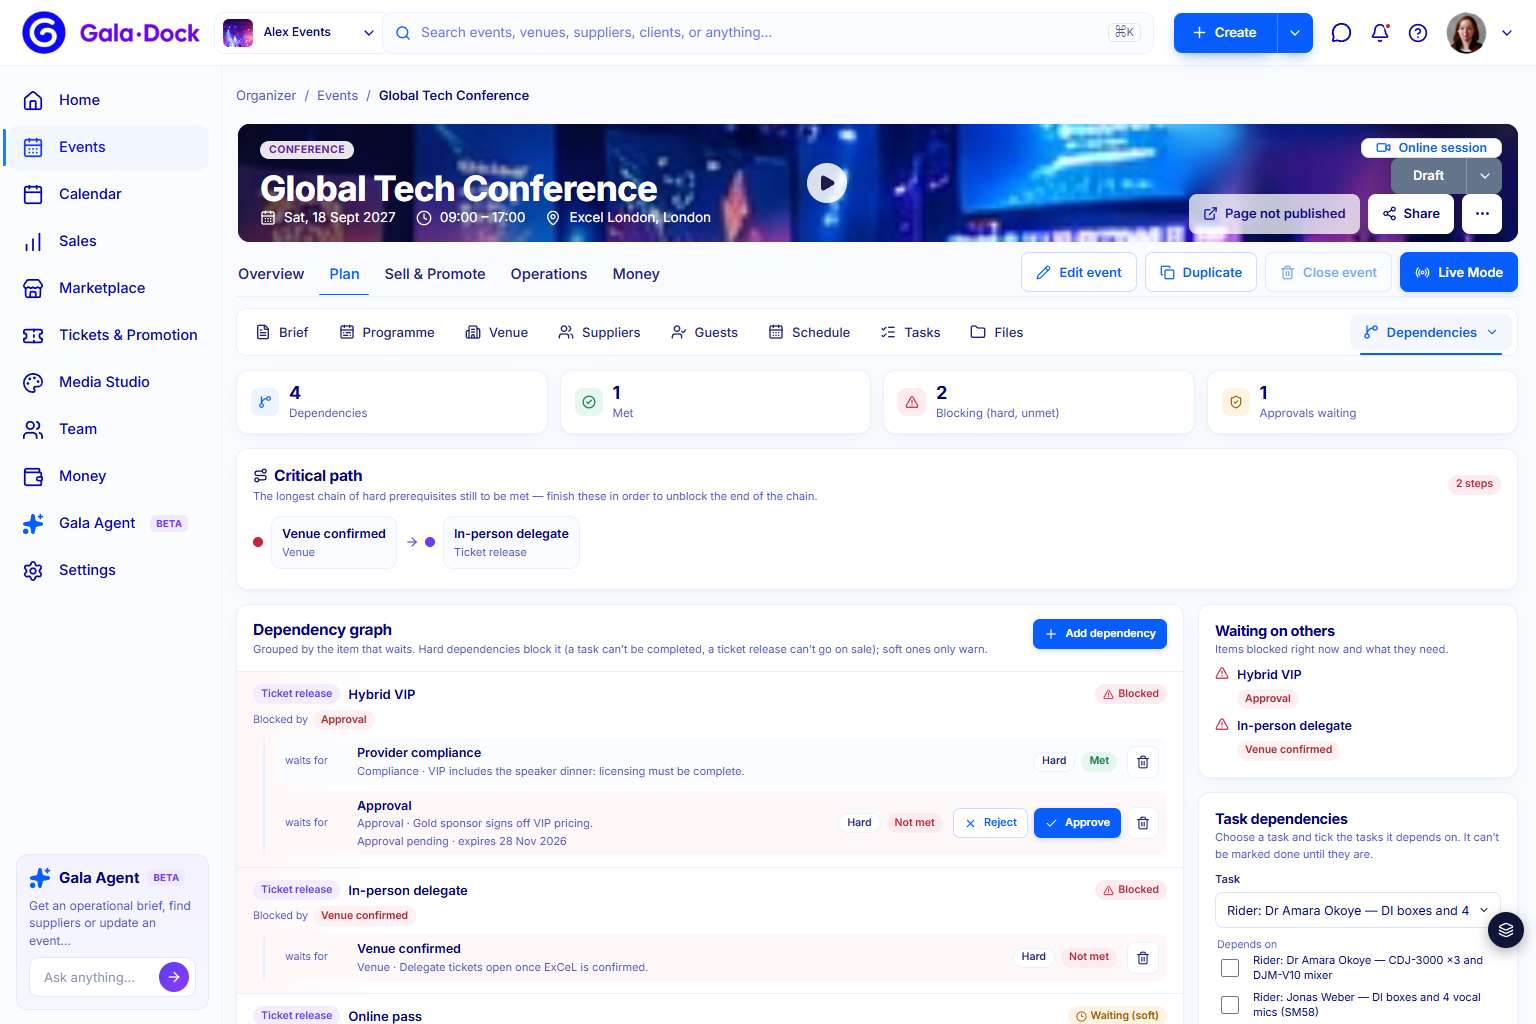 Gala·Dock
Alex Events
Search events, venues, suppliers, clients, or anything...
⌘K
Create
Home
Events
Calendar
Sales
Marketplace
Tickets & Promotion
Media Studio
Team
Money
Gala Agent BETA
Settings
Gala Agent BETA
Get an operational brief, find
suppliers or update an
event...
Ask anything...
Organizer / Events / Global Tech Conference
CONFERENCE
Global Tech Conference
Sat, 18 Sept 2027 09:00 – 17:00 Excel London, London
Online session
Draft
Page not published
Share
Overview Plan Sell & Promote Operations Money
Edit event
Duplicate
Close event
Live Mode
Brief Programme Venue Suppliers Guests Schedule Tasks Files Dependencies
4
Dependencies
1
Met
2
Blocking (hard, unmet)
1
Approvals waiting
Critical path
The longest chain of hard prerequisites still to be met — finish these in order to unblock the end of the chain.
2 steps
Venue confirmed
Venue
In-person delegate
Ticket release
Dependency graph
Grouped by the item that waits. Hard dependencies block it (a task can't be completed, a ticket release can't go on sale); soft ones only warn.
Add dependency
Ticket release Hybrid VIP Blocked
Blocked by Approval
waits for
Provider compliance
Compliance · VIP includes the speaker dinner: licensing must be complete.
Hard Met
waits for
Approval
Approval · Gold sponsor signs off VIP pricing.
Approval pending · expires 28 Nov 2026
Hard Not met Reject Approve
Ticket release In-person delegate Blocked
Blocked by Venue confirmed
waits for
Venue confirmed
Venue · Delegate tickets open once ExCeL is confirmed.
Hard Not met
Ticket release Online pass Waiting (soft)
Waiting on others
Items blocked right now and what they need.
Hybrid VIP
Approval
In-person delegate
Venue confirmed
Task dependencies
Choose a task and tick the tasks it depends on. It can't
be marked done until they are.
Task
Rider: Dr Amara Okoye — DI boxes and 4
Depends on
Rider: Dr Amara Okoye — CDJ-3000 ×3 and
DJM-V10 mixer
Rider: Jonas Weber — DI boxes and 4 vocal
mics (SM58)